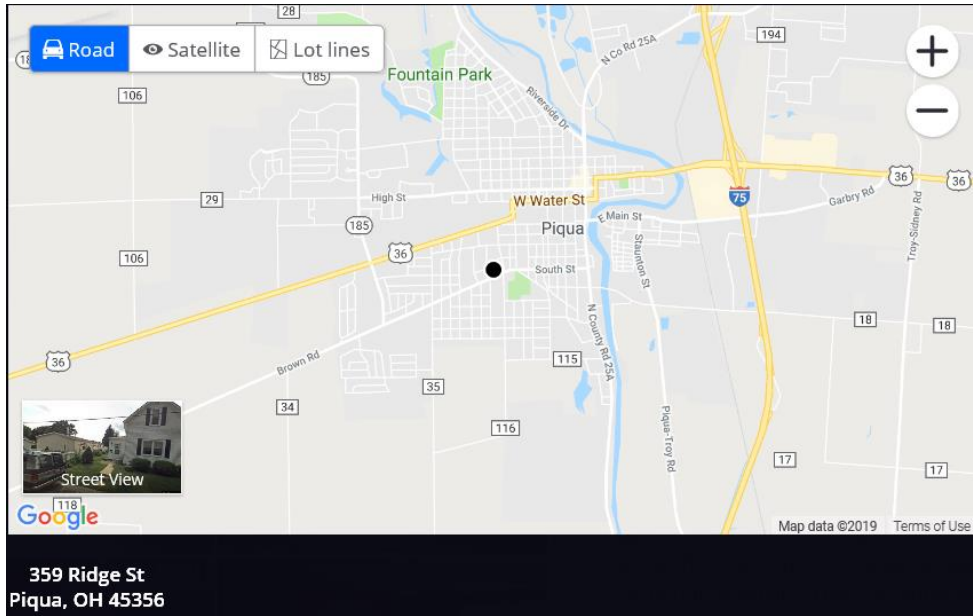 28
194
Road
Satellite
Lot lines
N Co Rd 25A
185
Fountain Park
106
Riverside Dr
36
36
29
High St
75
Garbry Rd
W Water St
185
E Main St
Piqua
Troy-Sidney Rd
36
Staunton St
106
South St
N County Rd 25A
18
18
36
Brown Rd
115
35
34
116
Piqua-Troy Rd
17
17
Street View
118
Google
Map data ©2019
Terms of Use
359 Ridge St
Piqua, OH 45356